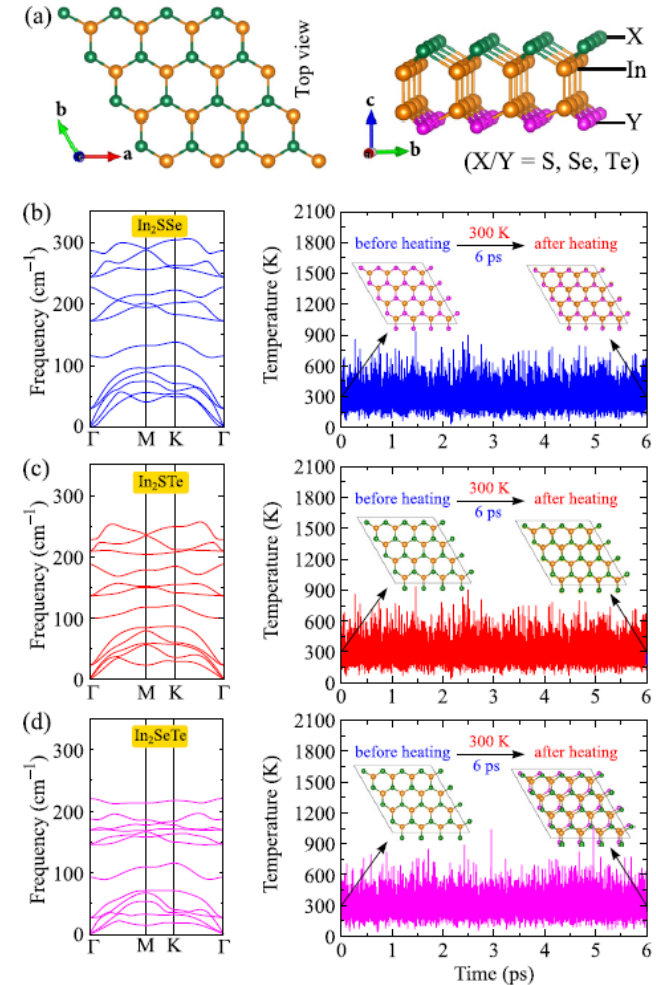 (a)
Top view
b
a
c
b
X
In
Y
(X/Y = S, Se, Te)
(b)
In₂SSe
Frequency (cm⁻¹)
300
200
100
0
Γ M K Γ
Temperature (K)
2100
1800
1500
1200
900
600
300
0
before heating 300 K after heating
6 ps
0 1 2 3 4 5 6
(c)
In₂STe
Frequency (cm⁻¹)
300
200
100
0
Γ M K Γ
Temperature (K)
2100
1800
1500
1200
900
600
300
0
before heating 300 K after heating
6 ps
0 1 2 3 4 5 6
(d)
In₂SeTe
Frequency (cm⁻¹)
300
200
100
0
Γ M K Γ
Temperature (K)
2100
1800
1500
1200
900
600
300
0
before heating 300 K after heating
6 ps
0 1 2 3 4 5 6
Time (ps)